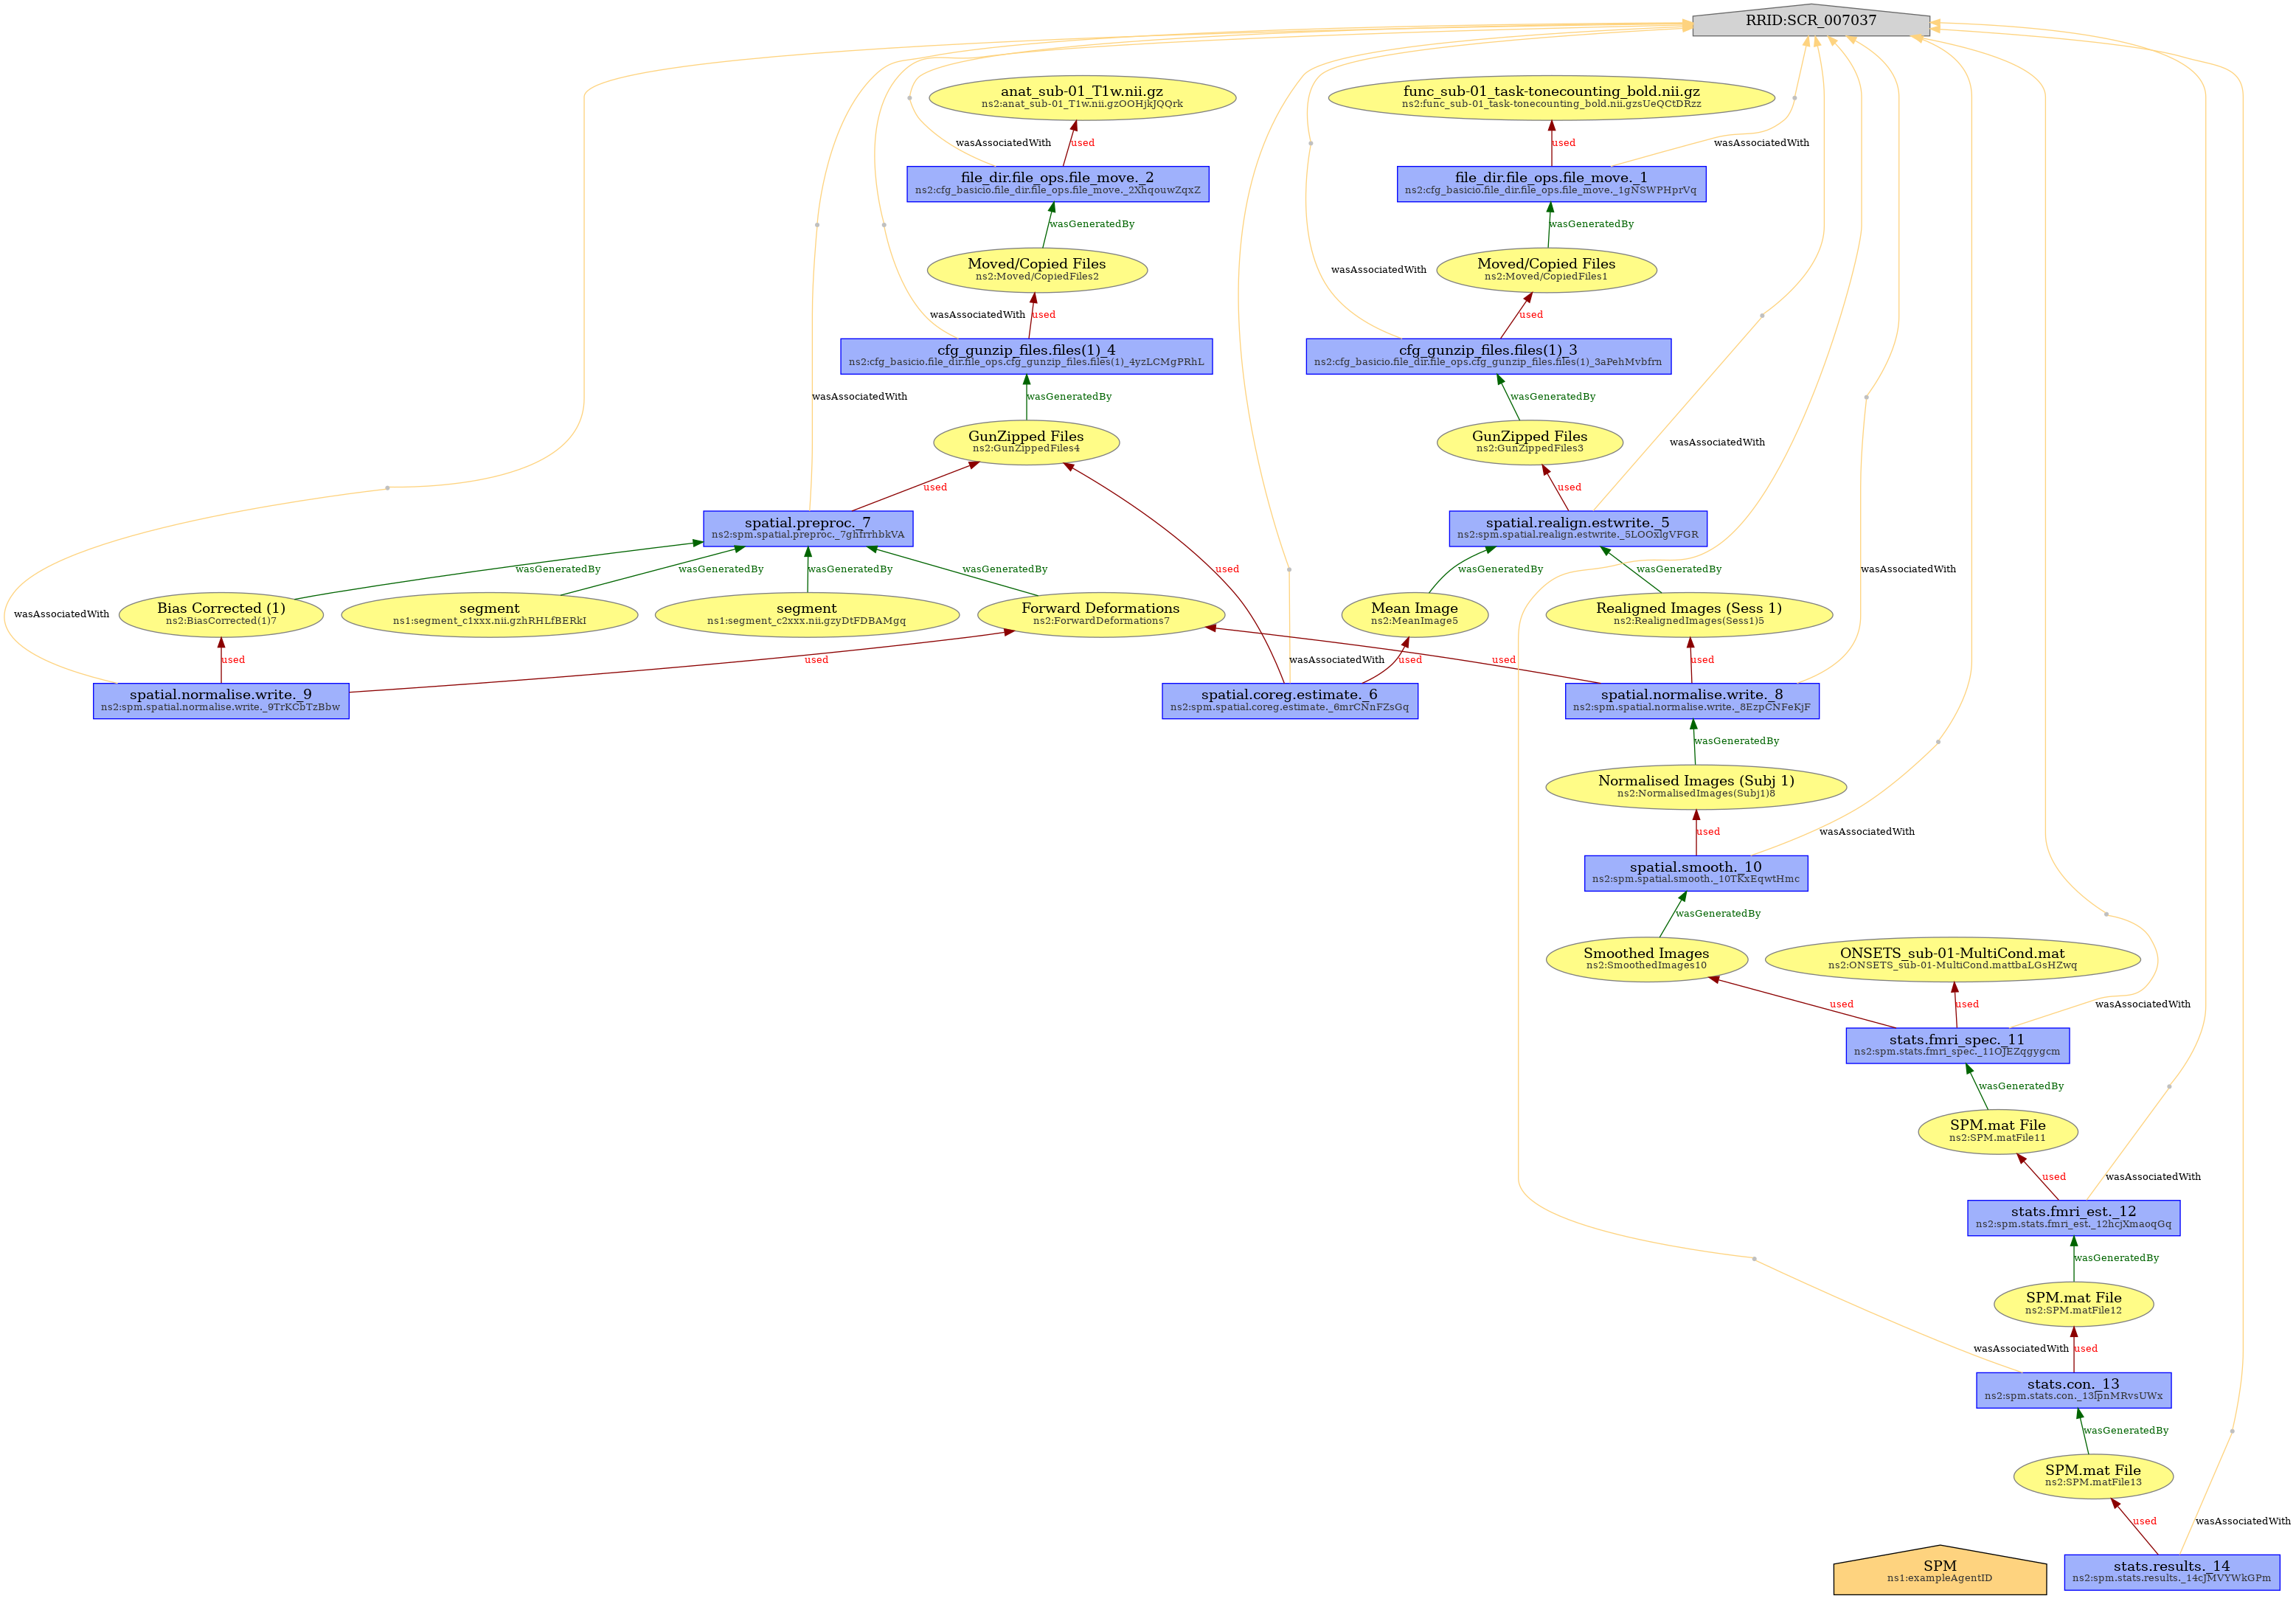 RRID:SCR_007037
anat_sub-01_T1w.nii.gz
ns2:anat_sub-01_T1w.nii.gzOOHjkJQQrk
func_sub-01_task-tonecounting_bold.nii.gz
ns2:func_sub-01_task-tonecounting_bold.nii.gzsUeQCtDRzz
wasAssociatedWith
used
used
wasAssociatedWith
file_dir.file_ops.file_move._2
ns2:cfg_basicio.file_dir.file_ops.file_move._2XhqouwZqxZ
file_dir.file_ops.file_move._1
ns2:cfg_basicio.file_dir.file_ops.file_move._1gNSWPHprVq
wasGeneratedBy
wasGeneratedBy
Moved/Copied Files
ns2:Moved/CopiedFiles2
wasAssociatedWith
Moved/Copied Files
ns2:Moved/CopiedFiles1
wasAssociatedWith
used
used
cfg_gunzip_files.files(1)_4
ns2:cfg_basicio.file_dir.file_ops.cfg_gunzip_files.files(1)_4yzLCMgPRhL
cfg_gunzip_files.files(1)_3
ns2:cfg_basicio.file_dir.file_ops.cfg_gunzip_files.files(1)_3aPehMvbfrn
wasAssociatedWith
wasGeneratedBy
wasGeneratedBy
GunZipped Files
ns2:GunZippedFiles4
GunZipped Files
ns2:GunZippedFiles3
wasAssociatedWith
used
used
spatial.preproc._7
ns2:spm.spatial.preproc._7ghfrrhbkVA
spatial.realign.estwrite._5
ns2:spm.spatial.realign.estwrite._5LOOxlgVFGR
wasGeneratedBy
wasGeneratedBy
wasGeneratedBy
wasGeneratedBy
used
wasGeneratedBy
wasGeneratedBy
wasAssociatedWith
wasAssociatedWith
Bias Corrected (1)
ns2:BiasCorrected(1)7
segment
ns1:segment_c1xxx.nii.gzhRHLfBERkI
segment
ns1:segment_c2xxx.nii.gzyDtFDBAMgq
Forward Deformations
ns2:ForwardDeformations7
Mean Image
ns2:MeanImage5
Realigned Images (Sess 1)
ns2:RealignedImages(Sess1)5
used
used
wasAssociatedWith
used
used
used
spatial.normalise.write._9
ns2:spm.spatial.normalise.write._9TrKCbTzBbw
spatial.coreg.estimate._6
ns2:spm.spatial.coreg.estimate._6mrCNnFZsGq
spatial.normalise.write._8
ns2:spm.spatial.normalise.write._8EzpCNFeKjF
wasGeneratedBy
Normalised Images (Subj 1)
ns2:NormalisedImages(Subj1)8
used
wasAssociatedWith
spatial.smooth._10
ns2:spm.spatial.smooth._10TKxEqwtHmc
wasGeneratedBy
Smoothed Images
ns2:SmoothedImages10
ONSETS_sub-01-MultiCond.mat
ns2:ONSETS_sub-01-MultiCond.mattbaLGsHZwq
used
used
wasAssociatedWith
stats.fmri_spec._11
ns2:spm.stats.fmri_spec._11OJEZqgygcm
wasGeneratedBy
SPM.mat File
ns2:SPM.matFile11
used
wasAssociatedWith
stats.fmri_est._12
ns2:spm.stats.fmri_est._12hcjXmaoqGq
wasGeneratedBy
SPM.mat File
ns2:SPM.matFile12
wasAssociatedWith
used
stats.con._13
ns2:spm.stats.con._13lpnMRvsUWx
wasGeneratedBy
SPM.mat File
ns2:SPM.matFile13
used
wasAssociatedWith
SPM
ns1:exampleAgentID
stats.results._14
ns2:spm.stats.results._14cJMVYWkGPm